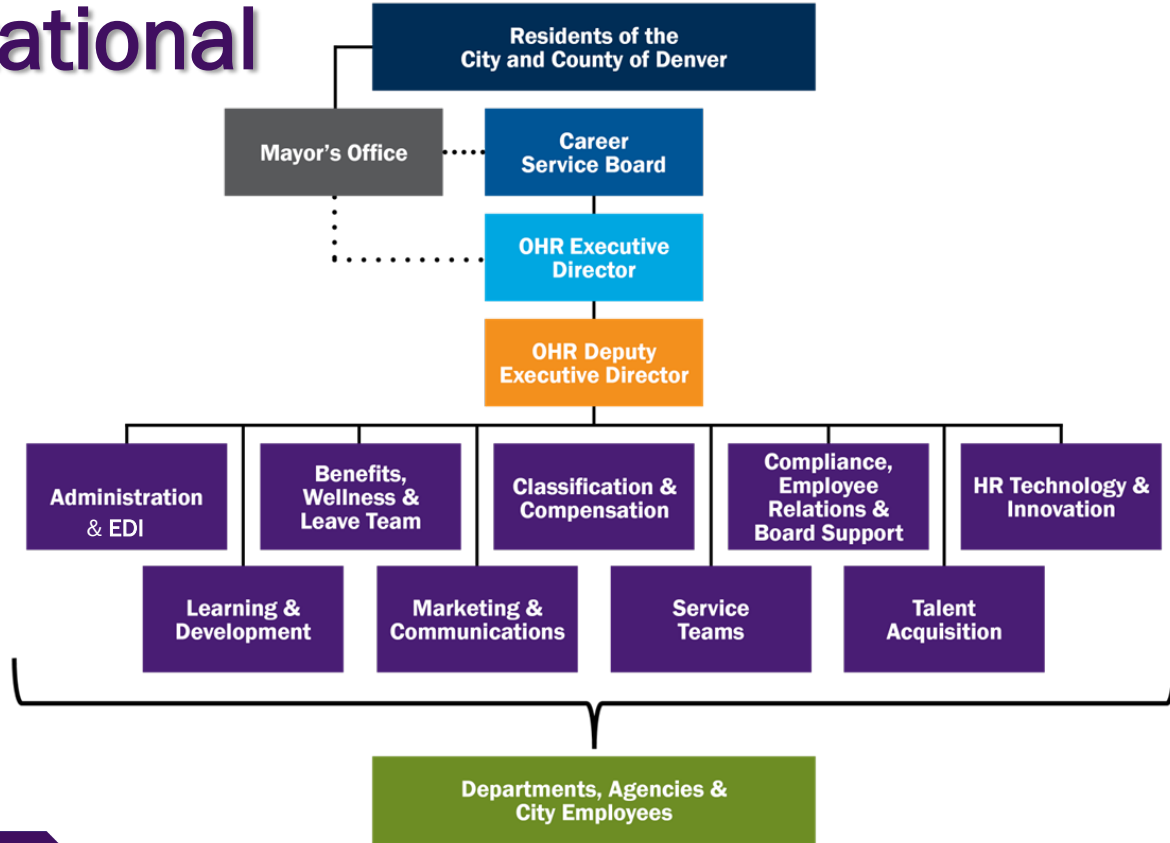 ational
Residents of the
City and County of Denver
Mayor's Office
Career
Service Board
OHR Executive
Director
OHR Deputy
Executive Director
Administration
& EDI
Benefits,
Wellness &
Leave Team
Classification &
Compensation
Compliance,
Employee
Relations &
Board Support
HR Technology &
Innovation
Learning &
Development
Marketing &
Communications
Service
Teams
Talent
Acquisition
Departments, Agencies &
City Employees